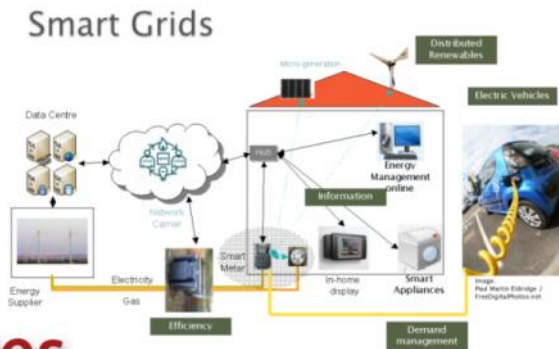 Smart Grids
Distributed
Renewables
Micro-generation
Electric Vehicles
Data Centre
Hub
Energy
Management
online
Information
Network
Carrier
Smart
Meter
Electricity
Gas
Energy
Supplier
In-home
display
Smart
Appliances
Image:
Paul Martin Eldridge /
FreeDigitalPhotos.net
Efficiency
Demand
management